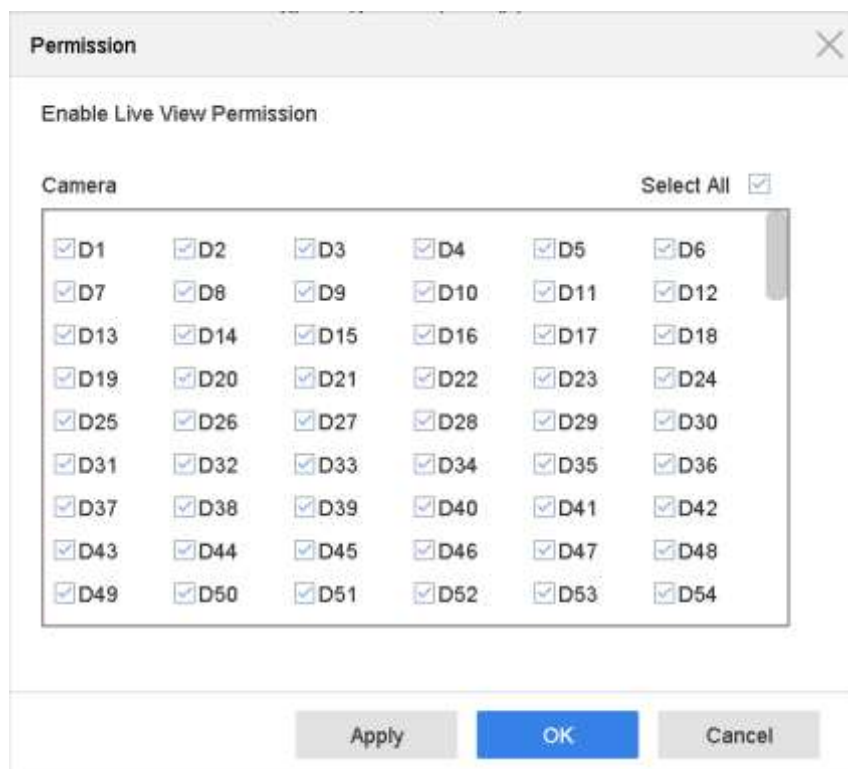 Permission
Enable Live View Permission
Camera Select All
D1 D2 D3 D4 D5 D6
D7 D8 D9 D10 D11 D12
D13 D14 D15 D16 D17 D18
D19 D20 D21 D22 D23 D24
D25 D26 D27 D28 D29 D30
D31 D32 D33 D34 D35 D36
D37 D38 D39 D40 D41 D42
D43 D44 D45 D46 D47 D48
D49 D50 D51 D52 D53 D54
Apply OK Cancel